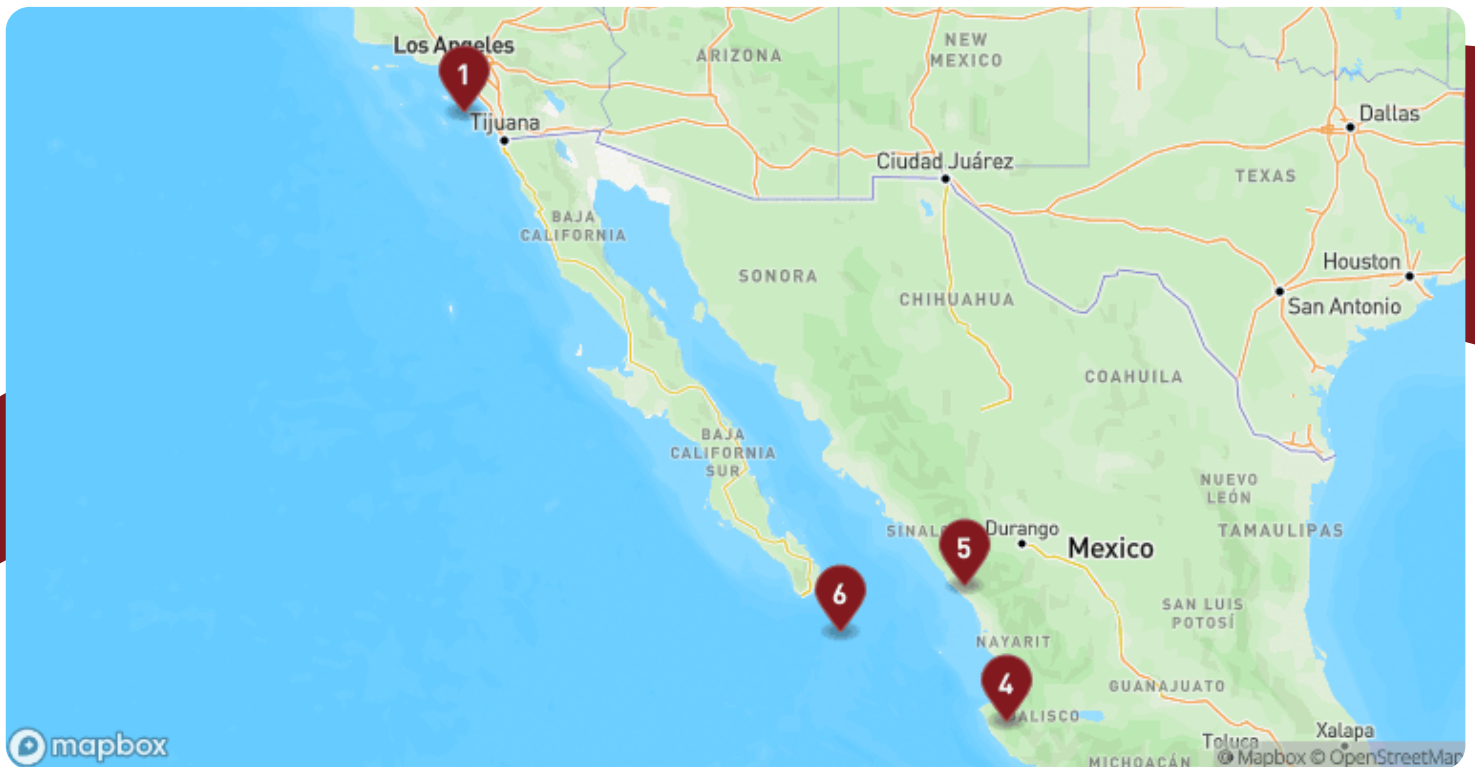 Los Angeles
1
Tijuana
ARIZONA
NEW
MEXICO
Dallas
Ciudad Juárez
TEXAS
BAJA
CALIFORNIA
SONORA
CHIHUAHUA
Houston
San Antonio
COAHUILA
BAJA
CALIFORNIA
SUR
NUEVO
LEÓN
TAMAULIPAS
5
Durango
Mexico
6
SAN LUIS
POTOSÍ
NAYARIT
4
GUANAJUATO
Xalapa
Toluca
MICHOACÁN
mapbox
© Mapbox © OpenStreetMap